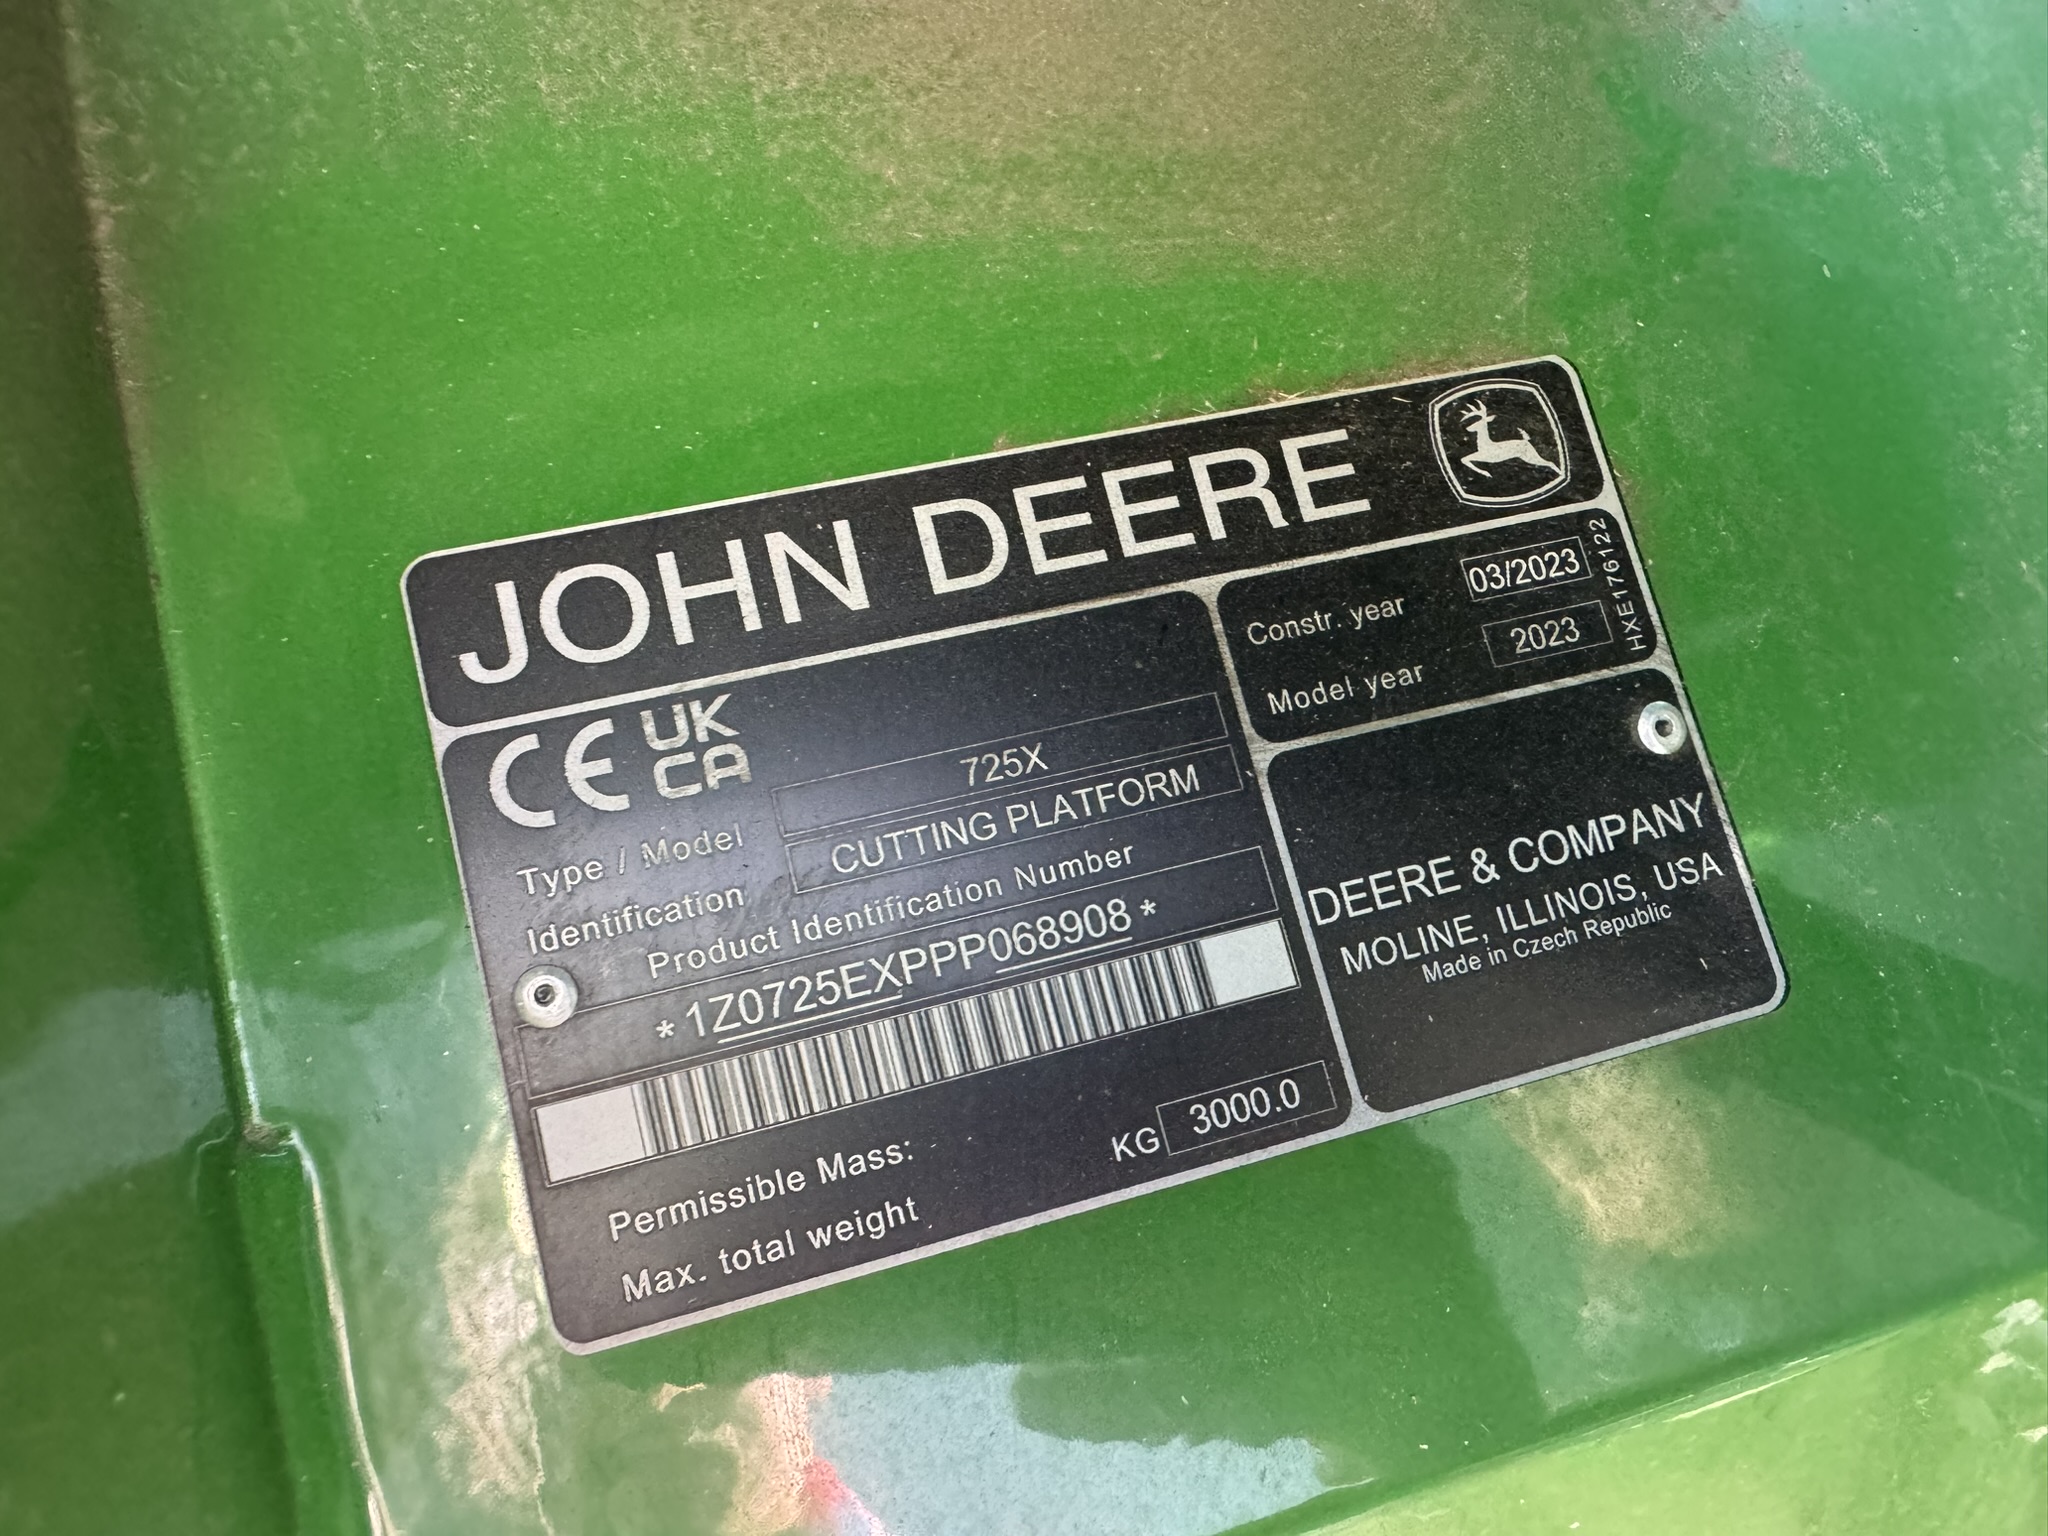 JOHN DEERE
CE UK CA
Constr. year 03/2023
Model year 2023
HXE176122
Type / Model 725X
Identification CUTTING PLATFORM
Product Identification Number
*1Z0725EXPPP068908*
Permissible Mass:
Max. total weight KG 3000.0
DEERE & COMPANY
MOLINE, ILLINOIS, USA
Made in Czech Republic